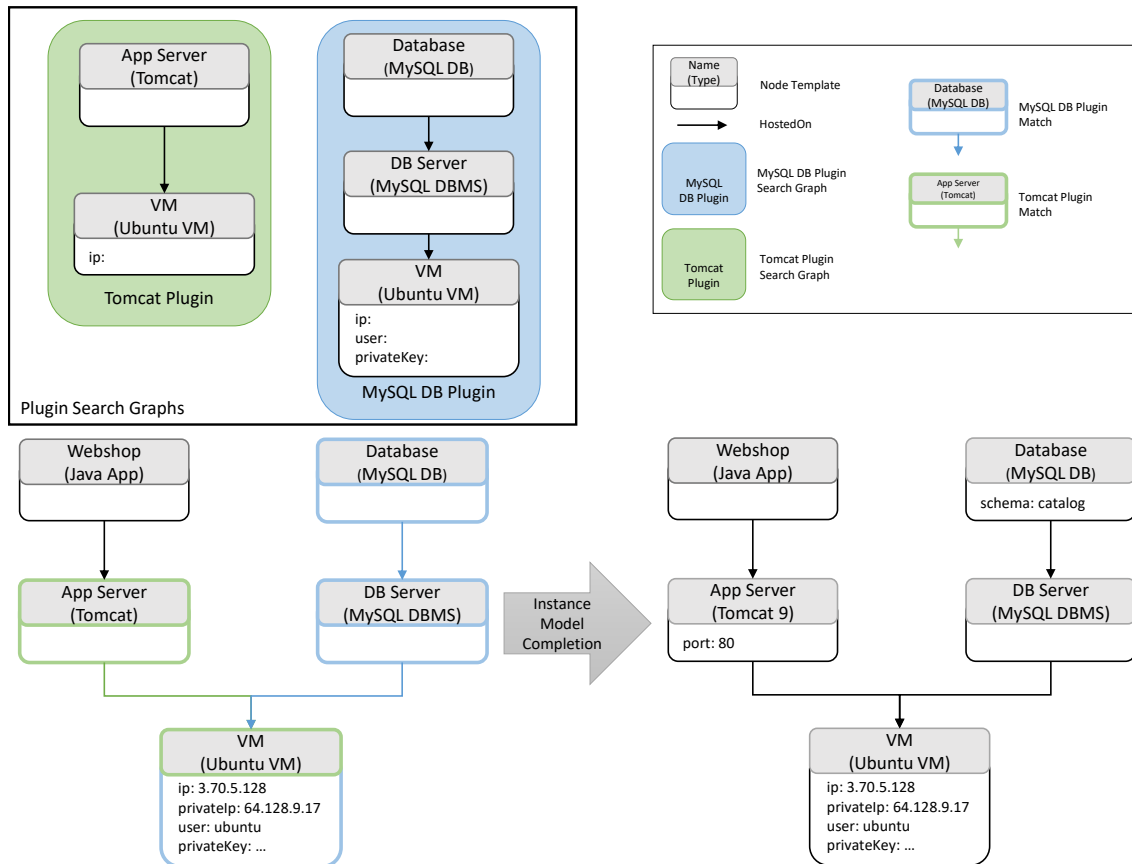 App Server
(Tomcat)
VM
(Ubuntu VM)
ip:
Tomcat Plugin
Database
(MySQL DB)
DB Server
(MySQL DBMS)
VM
(Ubuntu VM)
ip:
user:
privateKey:
MySQL DB Plugin
Plugin Search Graphs
Name
(Type)
Node Template
HostedOn
MySQL
DB Plugin
MySQL DB Plugin
Search Graph
Tomcat
Plugin
Tomcat Plugin
Search Graph
Database
(MySQL DB)
MySQL DB Plugin
Match
App Server
(Tomcat)
Tomcat Plugin
Match
Webshop
(Java App)
Database
(MySQL DB)
App Server
(Tomcat)
DB Server
(MySQL DBMS)
VM
(Ubuntu VM)
ip: 3.70.5.128
privateIp: 64.128.9.17
user: ubuntu
privateKey: ...
Instance
Model
Completion
Webshop
(Java App)
Database
(MySQL DB)
schema: catalog
App Server
(Tomcat 9)
port: 80
DB Server
(MySQL DBMS)
VM
(Ubuntu VM)
ip: 3.70.5.128
privateIp: 64.128.9.17
user: ubuntu
privateKey: ...